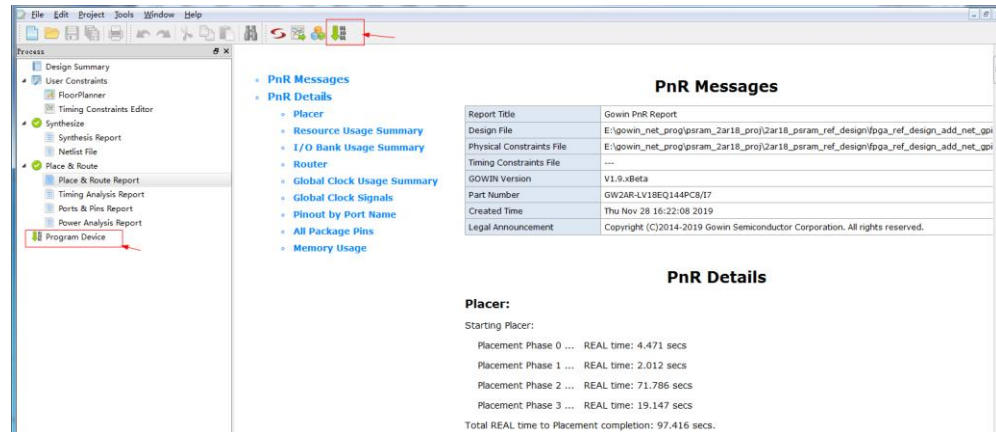 File Edit Project Tools Window Help
Process
Design Summary
User Constraints
FloorPlanner
Timing Constraints Editor
Synthesize
Synthesis Report
Netlist File
Place & Route
Place & Route Report
Timing Analysis Report
Ports & Pins Report
Power Analysis Report
Program Device
PnR Messages
PnR Details
Placer
Resource Usage Summary
I/O Bank Usage Summary
Router
Global Clock Usage Summary
Global Clock Signals
Pinout by Port Name
All Package Pins
Memory Usage
PnR Messages
Report Title Gowin PnR Report
Design File E:\gowin_net_prog\psram_2ar18_proj\2ar18_psram_ref_design\fpga_ref_design_add_net_gpi
Physical Constraints File E:\gowin_net_prog\psram_2ar18_proj\2ar18_psram_ref_design\fpga_ref_design_add_net_gpi
Timing Constraints File ---
GOWIN Version V1.9.xBeta
Part Number GW2AR-LV18EQ144PC8/I7
Created Time Thu Nov 28 16:22:08 2019
Legal Announcement Copyright (C)2014-2019 Gowin Semiconductor Corporation. All rights reserved.
PnR Details
Placer:
Starting Placer:
Placement Phase 0 ... REAL time: 4.471 secs
Placement Phase 1 ... REAL time: 2.012 secs
Placement Phase 2 ... REAL time: 71.786 secs
Placement Phase 3 ... REAL time: 19.147 secs
Total REAL time to Placement completion: 97.416 secs.